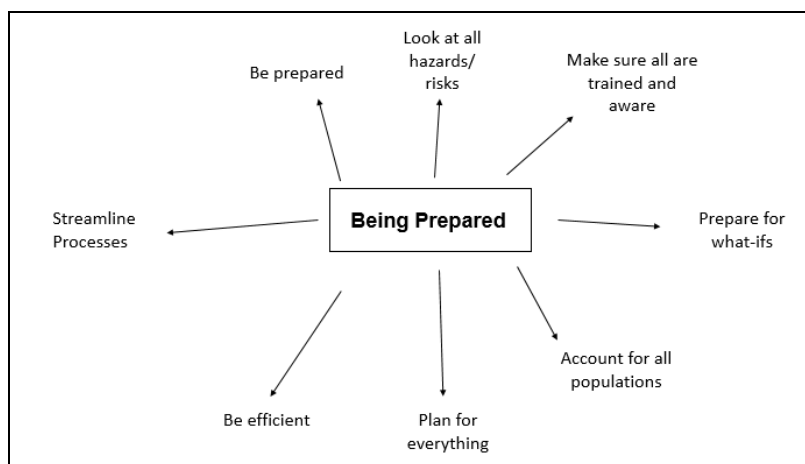 Look at all
hazards/
risks
Be prepared
Make sure all are
trained and
aware
Being Prepared
Streamline
Processes
Prepare for
what-ifs
Account for all
populations
Be efficient
Plan for
everything